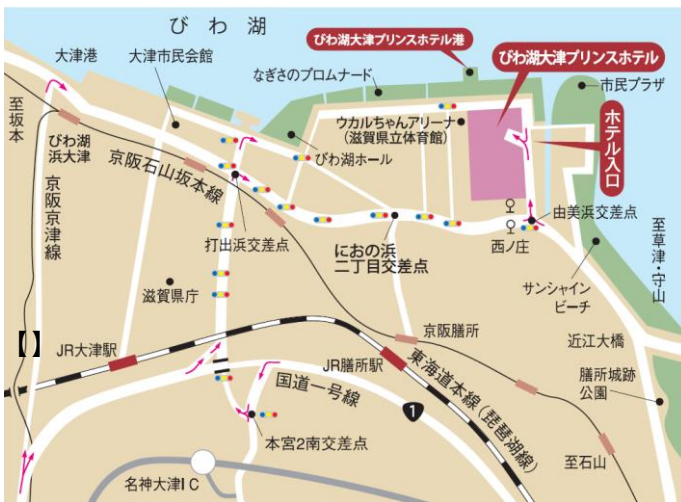 びわ湖
びわ湖大津プリンスホテル港
大津港
大津市民会館
びわ湖大津プリンスホテル
なぎさのプロムナード
市民プラザ
至坂本
ウカルちゃんアリーナ
(滋賀県立体育館)
ホテル入口
びわ湖
浜大津
びわ湖ホール
京阪石山坂本線
京阪京津線
打出浜交差点
におの浜
二丁目交差点
西ノ庄
由美浜交差点
至草津・守山
滋賀県庁
サンシャイン
ビーチ
【】
JR大津駅
京阪膳所
近江大橋
JR膳所駅
東海道本線(琵琶湖線)
膳所城跡
公園
国道一号線
1
本宮2南交差点
至石山
名神大津IC